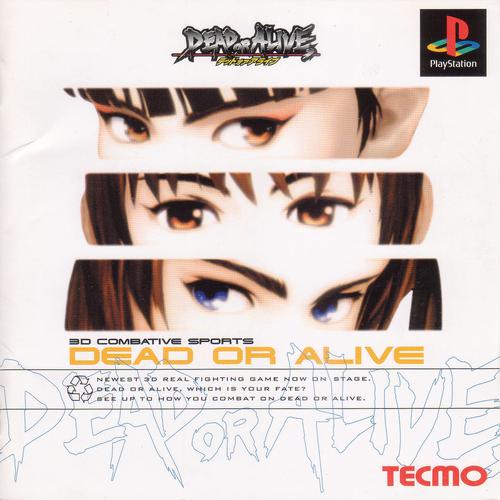 DEAD OR ALIVE
デッドオアアライブ
PlayStation
3D COMBATIVE SPORTS
DEAD OR ALIVE
NEWEST 3D REAL FIGHTING GAME NOW ON STAGE.
DEAD OR ALIVE, WHICH IS YOUR FATE?
SEE UP TO HOW YOU COMBAT ON DEAD OR ALIVE.
DEAD OR ALIVE
TECMO